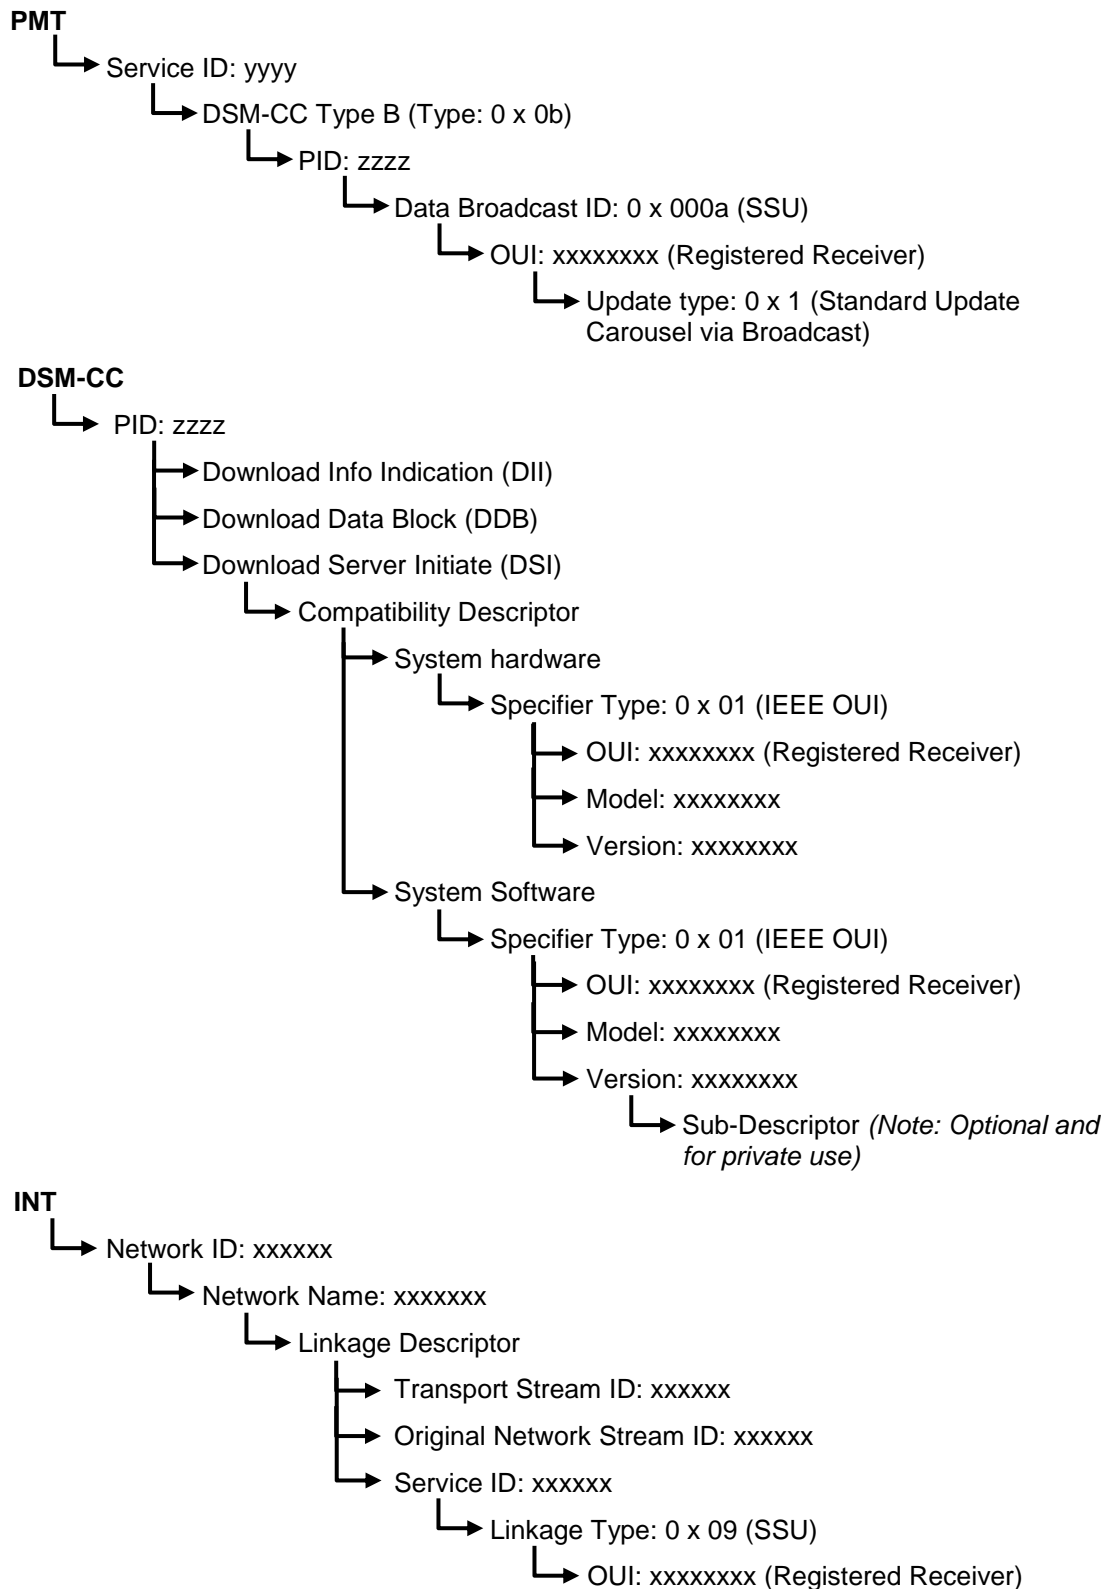 PMT
Service ID: yyyy
DSM-CC Type B (Type: 0 x 0b)
PID: zzzz
Data Broadcast ID: 0 x 000a (SSU)
OUI: xxxxxxxx (Registered Receiver)
Update type: 0 x 1 (Standard Update
Carousel via Broadcast)
DSM-CC
PID: zzzz
Download Info Indication (DII)
Download Data Block (DDB)
Download Server Initiate (DSI)
Compatibility Descriptor
System hardware
Specifier Type: 0 x 01 (IEEE OUI)
OUI: xxxxxxxx (Registered Receiver)
Model: xxxxxxxx
Version: xxxxxxxx
System Software
Specifier Type: 0 x 01 (IEEE OUI)
OUI: xxxxxxxx (Registered Receiver)
Model: xxxxxxxx
Version: xxxxxxxx
Sub-Descriptor (Note: Optional and
for private use)
INT
Network ID: xxxxxx
Network Name: xxxxxxx
Linkage Descriptor
Transport Stream ID: xxxxxx
Original Network Stream ID: xxxxxx
Service ID: xxxxxx
Linkage Type: 0 x 09 (SSU)
OUI: xxxxxxxx (Registered Receiver)